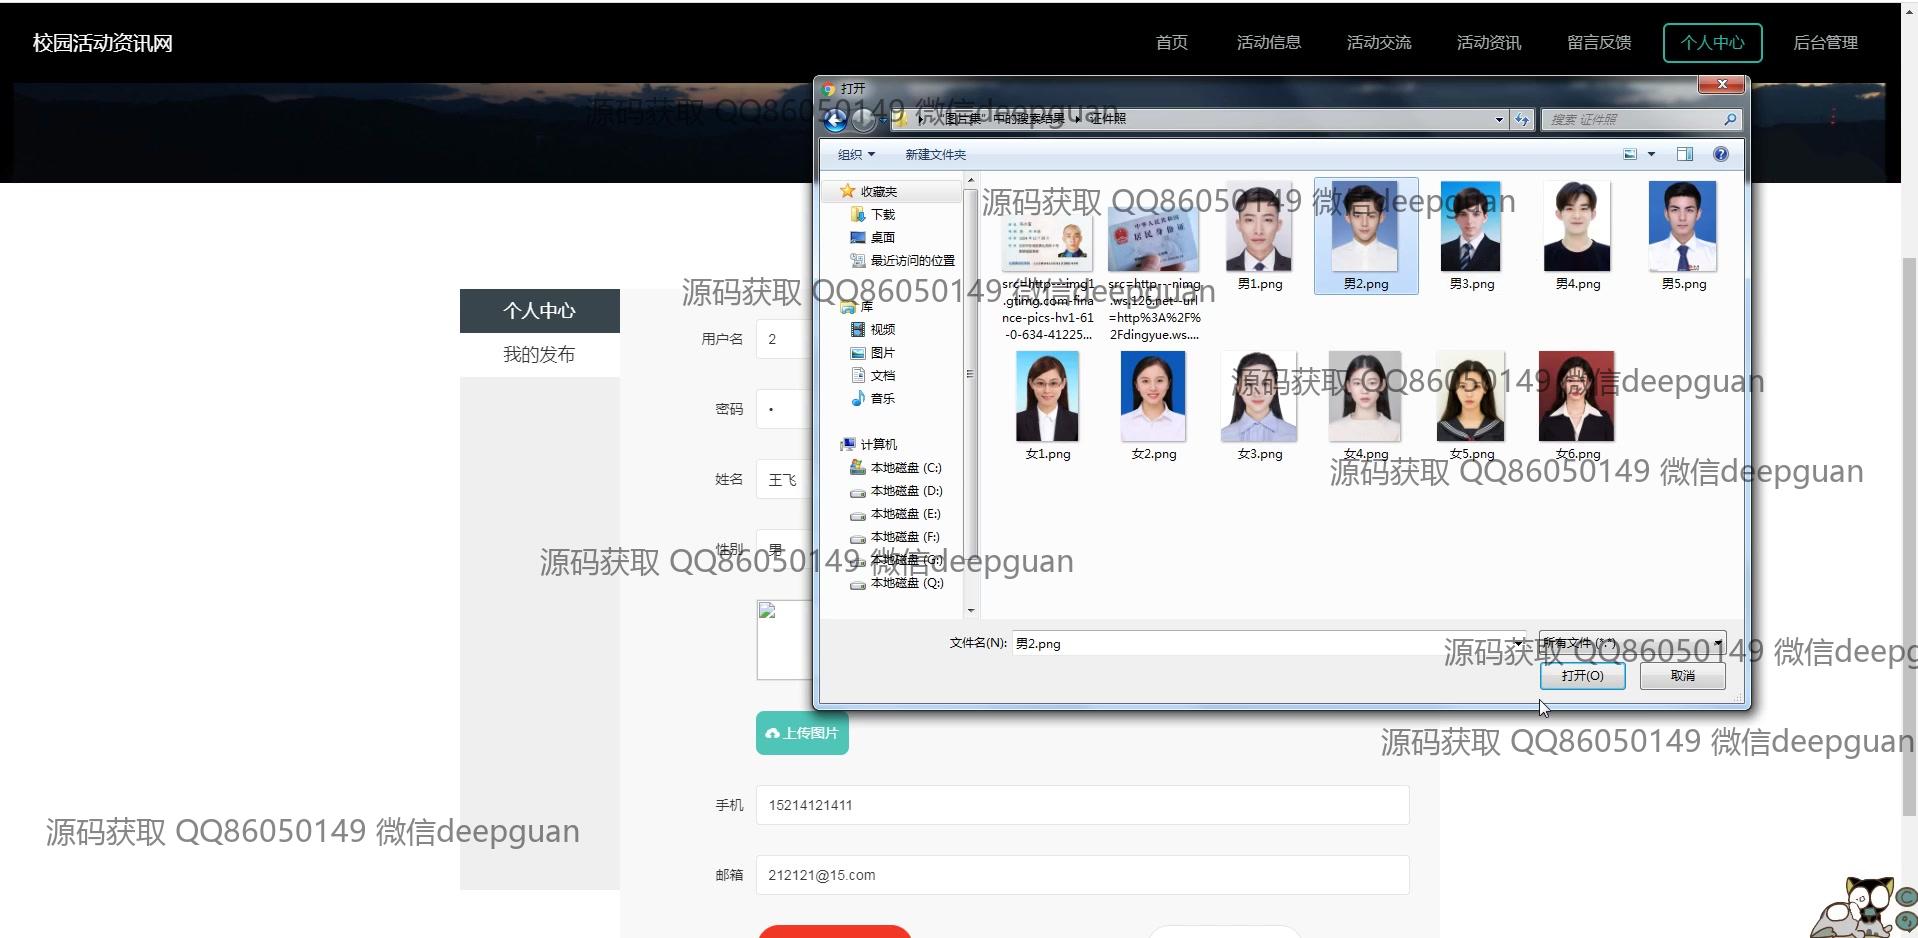 校园活动资讯网
首页
活动信息
活动交流
活动资讯
留言反馈
个人中心
后台管理
打开
源码获取 QQ86050149 微信deepguan
图片集"中的搜索结果
证件照
搜索 证件照
组织
新建文件夹
收藏夹
下载
桌面
最近访问的位置
库
视频
图片
文档
音乐
计算机
本地磁盘 (C:)
本地磁盘 (D:)
本地磁盘 (E:)
本地磁盘 (F:)
本地磁盘 (G:)
本地磁盘 (Q:)
源码获取 QQ86050149 微信deepguan
src=http---img1
.gtimg.com-fina
nce-pics-hv1-61
-0-634-41225...
src=http---nimg
.ws.126.net--url
=http%3A%2F%
2Fdingyue.ws....
男1.png
男2.png
男3.png
男4.png
男5.png
女1.png
女2.png
女3.png
女4.png
女5.png
女6.png
源码获取 QQ86050149 微信deepguan
源码获取 QQ86050149 微信deepguan
源码获取 QQ86050149 微信deepguan
文件名(N):
男2.png
所有文件 (*.*)
打开(O)
取消
源码获取 QQ86050149 微信deepg
个人中心
我的发布
用户名
2
密码
姓名
王飞
性别
男
源码获取 QQ86050149 微信deepguan
上传图片
源码获取 QQ86050149 微信deepguan
手机
15214121411
源码获取 QQ86050149 微信deepguan
邮箱
212121@15.com